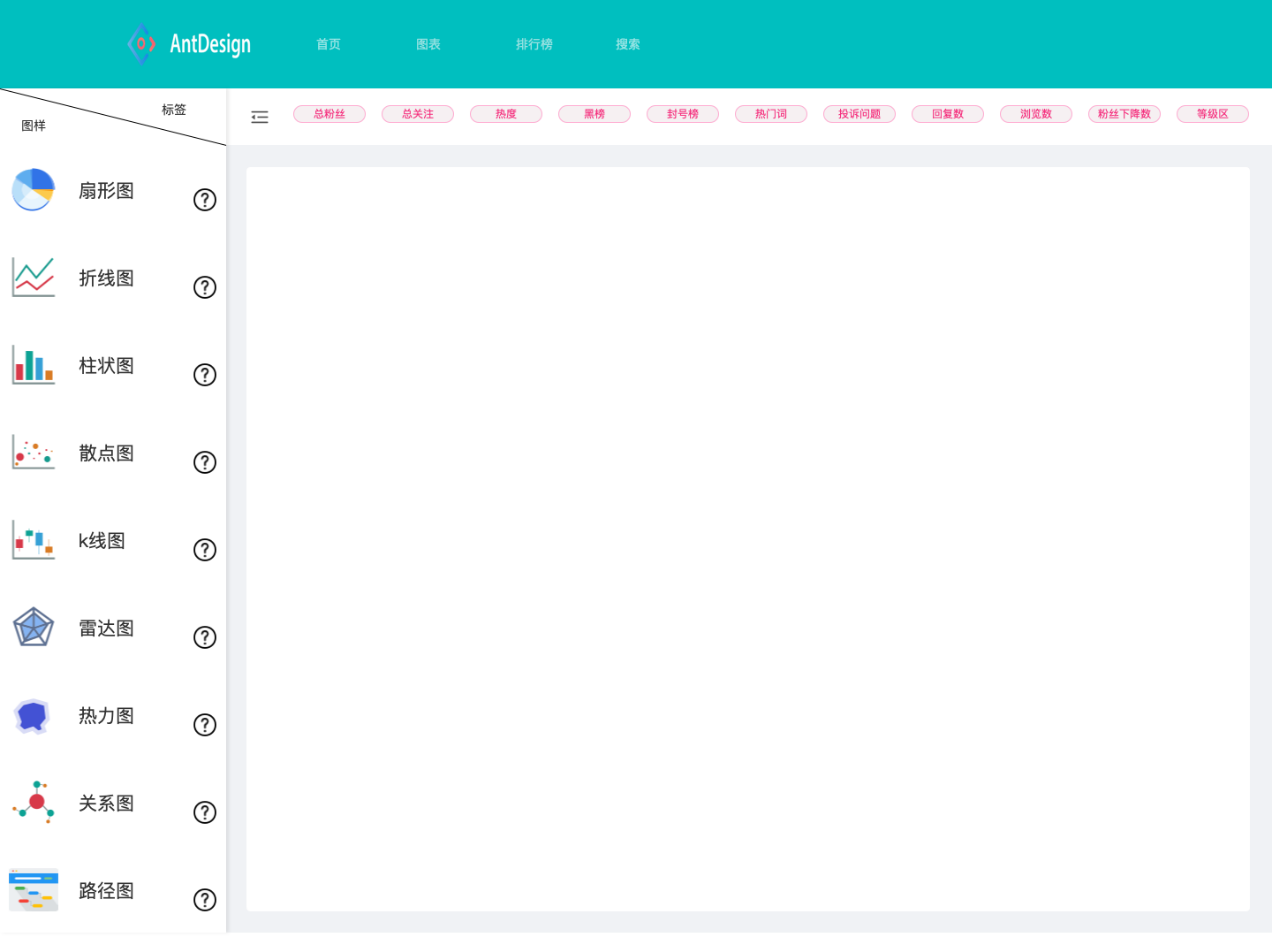 AntDesign 首页 图表 排行榜 搜索
标签
图样
总粉丝 总关注 热度 黑榜 封号榜 热门词 投诉问题 回复数 浏览数 粉丝下降数 等级区
扇形图
折线图
柱状图
散点图
k线图
雷达图
热力图
关系图
路径图